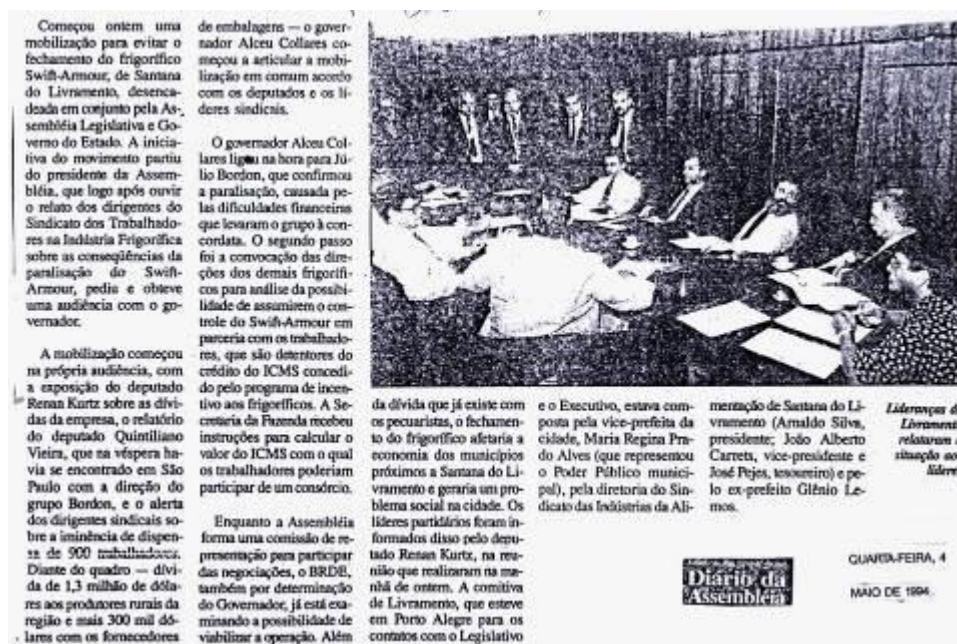 Começou ontem uma
mobilização para evitar o
fechamento do frigorífico
Swift-Armour, de Santana
do Livramento, desenca-
deada em conjunto pela As-
sembléia Legislativa e Go-
verno do Estado. A inicia-
tiva do movimento partiu
do presidente da Assem-
bléia, que logo após ouvir
o relato dos dirigentes do
Sindicato dos Trabalhado-
res na Indústria Frigorífica
sobre as conseqüências da
paralisação do Swift-
Armour, pediu e obteve
uma audiência com o go-
vernador.
A mobilização começou
na própria audiência, com
a exposição do deputado
Renan Kurtz sobre as dívi-
das da empresa, o relatório
do deputado Quintiliano
Vieira, que na véspera ha-
via se encontrado em São
Paulo com a direção do
grupo Bordon, e o alerta
dos dirigentes sindicais so-
bre a iminência de dispen-
sa de 900 trabalhadores.
Diante do quadro — dívi-
da de 1,3 milhão de dóla-
res aos produtores rurais da
região e mais 300 mil dó-
lares com os fornecedores
de embalagens — o gover-
nador Alceu Collares co-
meçou a articular a mobi-
lização em comum acordo
com os deputados e os lí-
deres sindicais.
O governador Alceu Col-
lares ligou na hora para Jú-
lio Bordon, que confirmou
a paralisação, causada pe-
las dificuldades financeiras
que levaram o grupo à con-
cordata. O segundo passo
foi a convocação das dire-
ções dos demais frigorífi-
cos para análise da possibi-
lidade de assumirem o con-
trole do Swift-Armour em
parceria com os trabalhado-
res, que são detentores do
crédito do ICMS concedi-
do pelo programa de incen-
tivo aos frigoríficos. A Se-
cretaria da Fazenda recebeu
instruções para calcular o
valor do ICMS com o qual
os trabalhadores poderiam
participar de um consórcio.
Enquanto a Assembléia
forma uma comissão de re-
presentação para participar
das negociações, o BRDE,
também por determinação
do Governador, já está exa-
minando a possibilidade de
viabilizar a operação. Além
da dívida que já existe com
os pecuaristas, o fechamen-
to do frigorífico afetaria a
economia dos municípios
próximos a Santana do Li-
vramento e geraria um pro-
blema social na cidade. Os
líderes partidários foram in-
formados disso pelo depu-
tado Renan Kurtz, na reu-
nião que realizaram na ma-
nhã de ontem. A comitiva
de Livramento, que esteve
em Porto Alegre para os
contatos com o Legislativo
e o Executivo, estava com-
posta pela vice-prefeita da
cidade, Maria Regina Pra-
do Alves (que representou
o Poder Público munici-
pal), pela diretoria do Sin-
dicato das Indústrias da Ali-
mentação de Santana do Li-
vramento (Arnaldo Silva,
presidente; João Alberto
Carrets, vice-presidente e
José Pejes, tesoureiro) e pe-
lo ex-prefeito Glênio Le-
mos.
Lideranças d
Livrament
relataram
situação ao
lídere
Diário da
Assembléia
QUARTA-FEIRA, 4
MAIO DE 1994